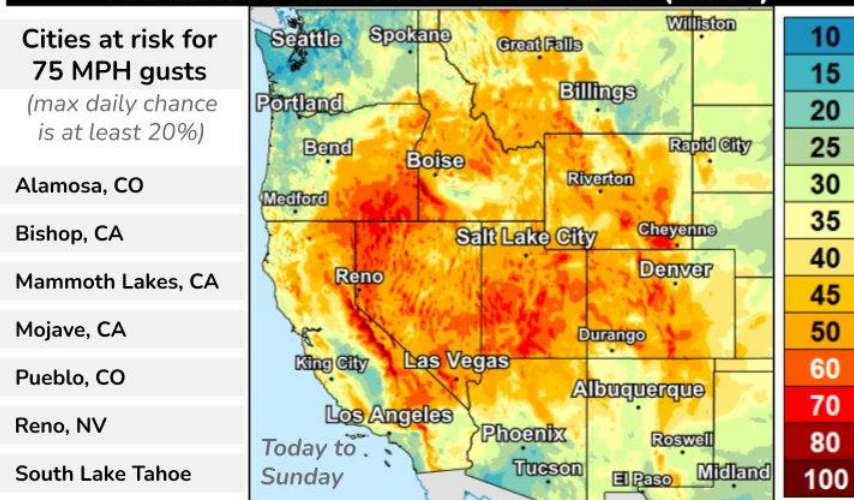 Cities at risk for
75 MPH gusts
(max daily chance
is at least 20%)
Alamosa, CO
Bishop, CA
Mammoth Lakes, CA
Mojave, CA
Pueblo, CO
Reno, NV
South Lake Tahoe
Seattle
Spokane
Great Falls
Williston
Portland
Billings
Bend
Boise
Rapid City
Riverton
Medford
Salt Lake City
Cheyenne
Reno
Denver
Durango
King City
Las Vegas
Albuquerque
Los Angeles
Phoenix
Roswell
Today to
Sunday
Tucson
El Paso
Midland
10
15
20
25
30
35
40
45
50
60
70
80
100